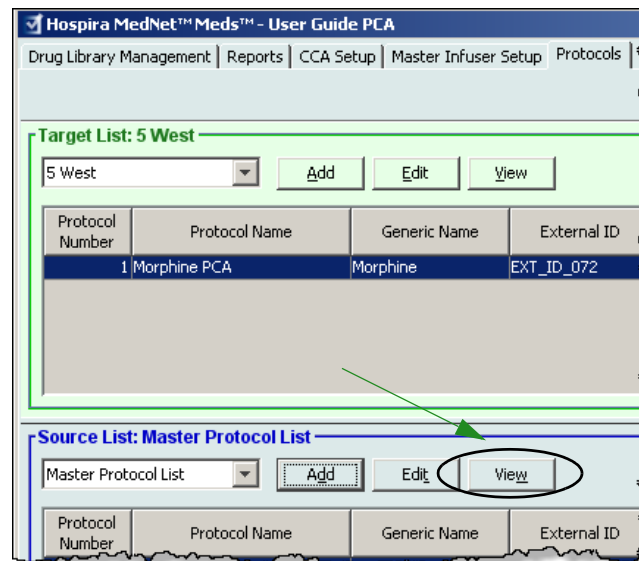 Hospira MedNet™ Meds™ - User Guide PCA
Drug Library Management Reports CCA Setup Master Infuser Setup Protocols
Target List: 5 West
5 West Add Edit View
Protocol Number Protocol Name Generic Name External ID
1 Morphine PCA Morphine EXT_ID_072
Source List: Master Protocol List
Master Protocol List Add Edit View
Protocol Number Protocol Name Generic Name External ID